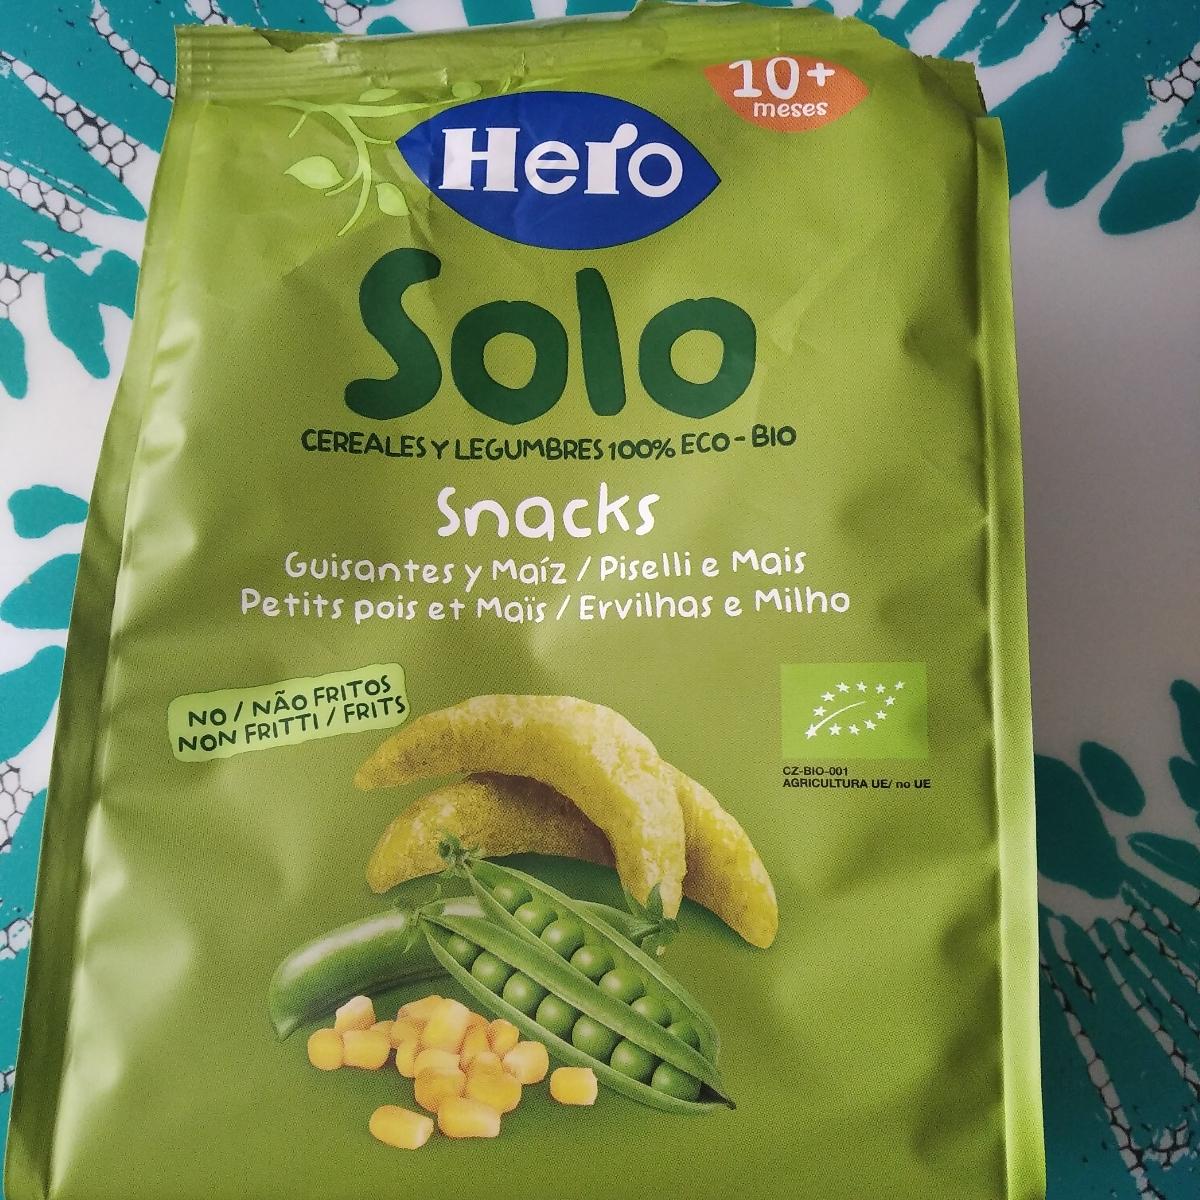 10+
meses
Hero
Solo
CEREALES Y LEGUMBRES 100% ECO - BIO
Snacks
Guisantes y Maíz / Piselli e Mais
Petits pois et Maïs / Ervilhas e Milho
NO / NÃO FRITOS
NON FRITTI / FRITS
CZ-BIO-001
AGRICULTURA UE/ no UE